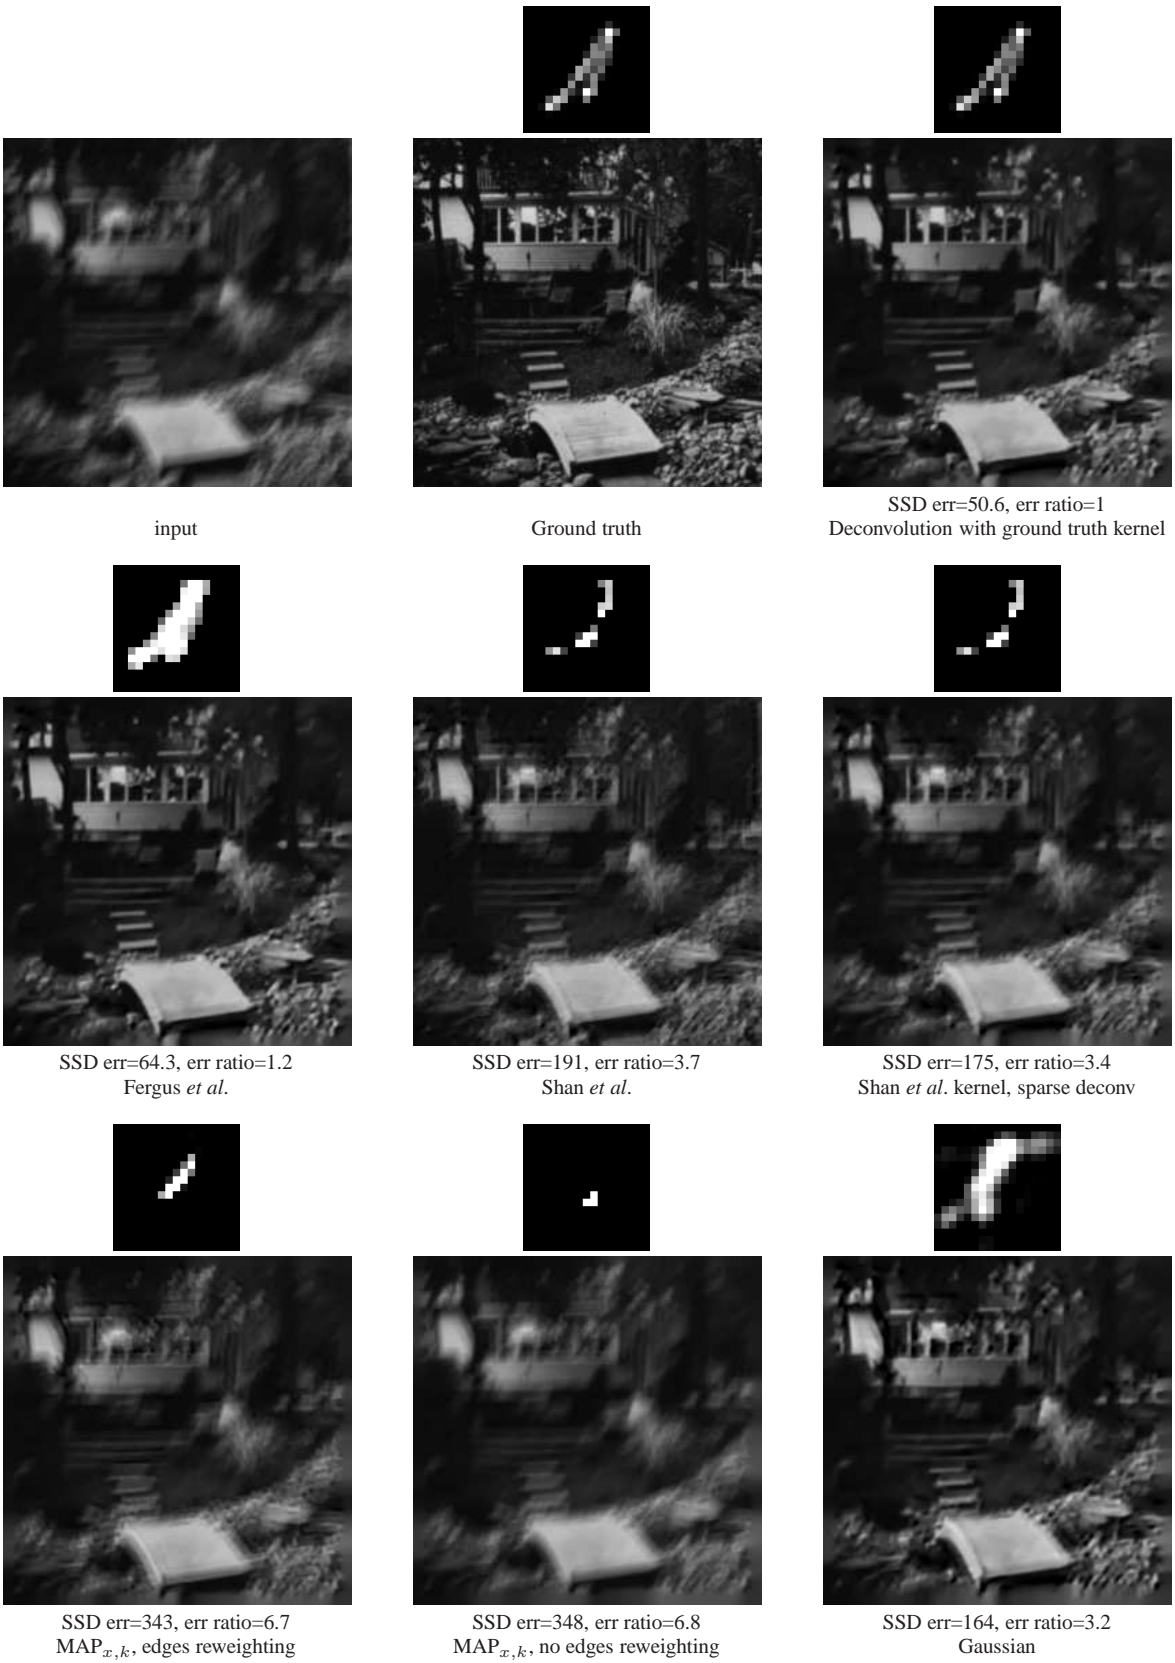 input
Ground truth
SSD err=50.6, err ratio=1
Deconvolution with ground truth kernel
SSD err=64.3, err ratio=1.2
Fergus et al.
SSD err=191, err ratio=3.7
Shan et al.
SSD err=175, err ratio=3.4
Shan et al. kernel, sparse deconv
SSD err=343, err ratio=6.7
MAPx,k, edges reweighting
SSD err=348, err ratio=6.8
MAPx,k, no edges reweighting
SSD err=164, err ratio=3.2
Gaussian